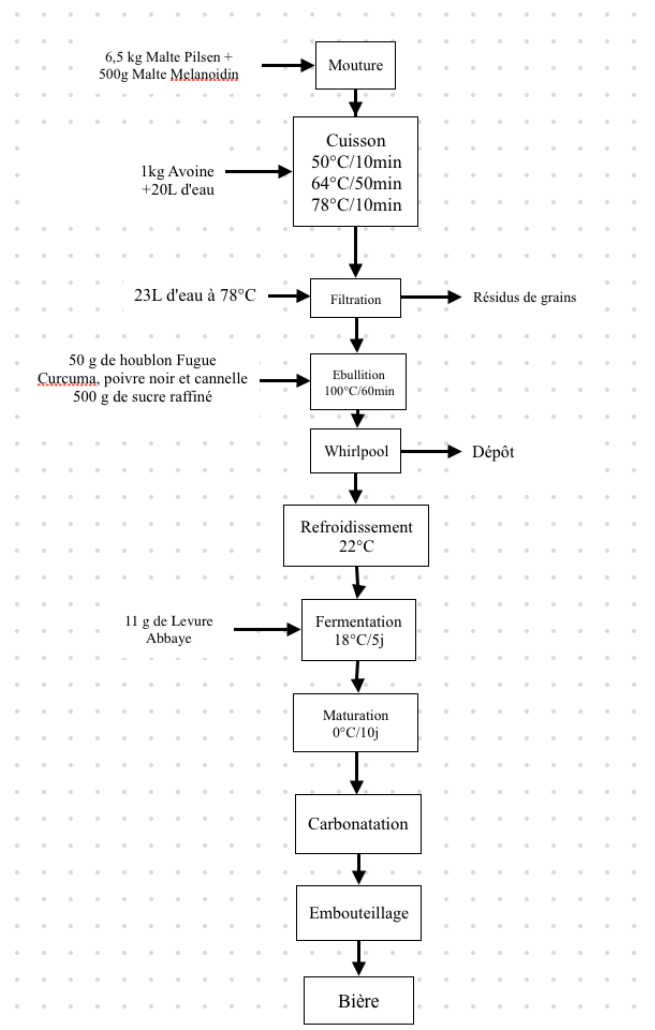 6,5 kg Malte Pilsen +
500g Malte Melanoidin
Mouture
Cuisson
50°C/10min
64°C/50min
78°C/10min
1kg Avoine
+20L d'eau
23L d'eau à 78°C
Filtration
Résidus de grains
50 g de houblon Fugue
Curcuma, poivre noir et cannelle
500 g de sucre raffiné
Ebullition
100°C/60min
Whirlpool
Dépôt
Refroidissement
22°C
11 g de Levure
Abbaye
Fermentation
18°C/5j
Maturation
0°C/10j
Carbonatation
Embouteillage
Bière